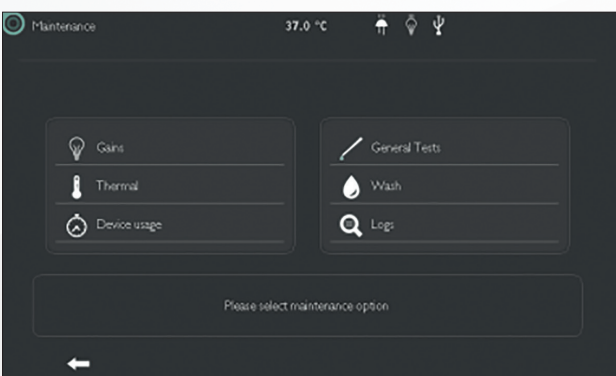 Maintenance
37.0 °C
Gains
Thermal
Device usage
General Tests
Wash
Logs
Please select maintenance option